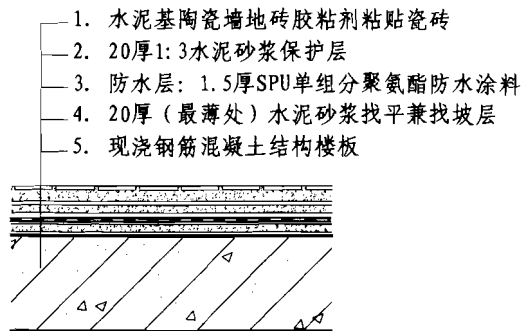 1. 水泥基陶瓷墙地砖胶粘剂粘贴瓷砖
2. 20厚1:3水泥砂浆保护层
3. 防水层: 1.5厚SPU单组分聚氨酯防水涂料
4. 20厚(最薄处)水泥砂浆找平兼找坡层
5. 现浇钢筋混凝土结构楼板